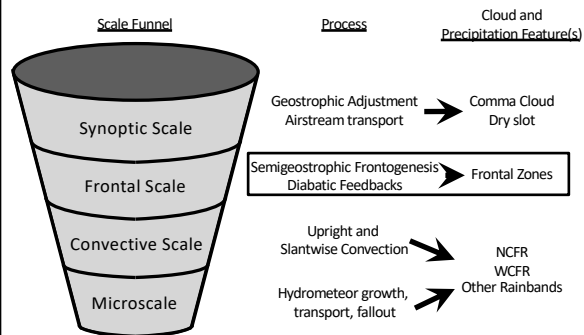 Scale Funnel
Process
Cloud and
Precipitation Feature(s)
Synoptic Scale
Geostrophic Adjustment
Airstream transport
Comma Cloud
Dry slot
Frontal Scale
Semigeostrophic Frontogenesis
Diabatic Feedbacks
Frontal Zones
Convective Scale
Upright and
Slantwise Convection
NCFR
WCFR
Other Rainbands
Microscale
Hydrometeor growth,
transport, fallout